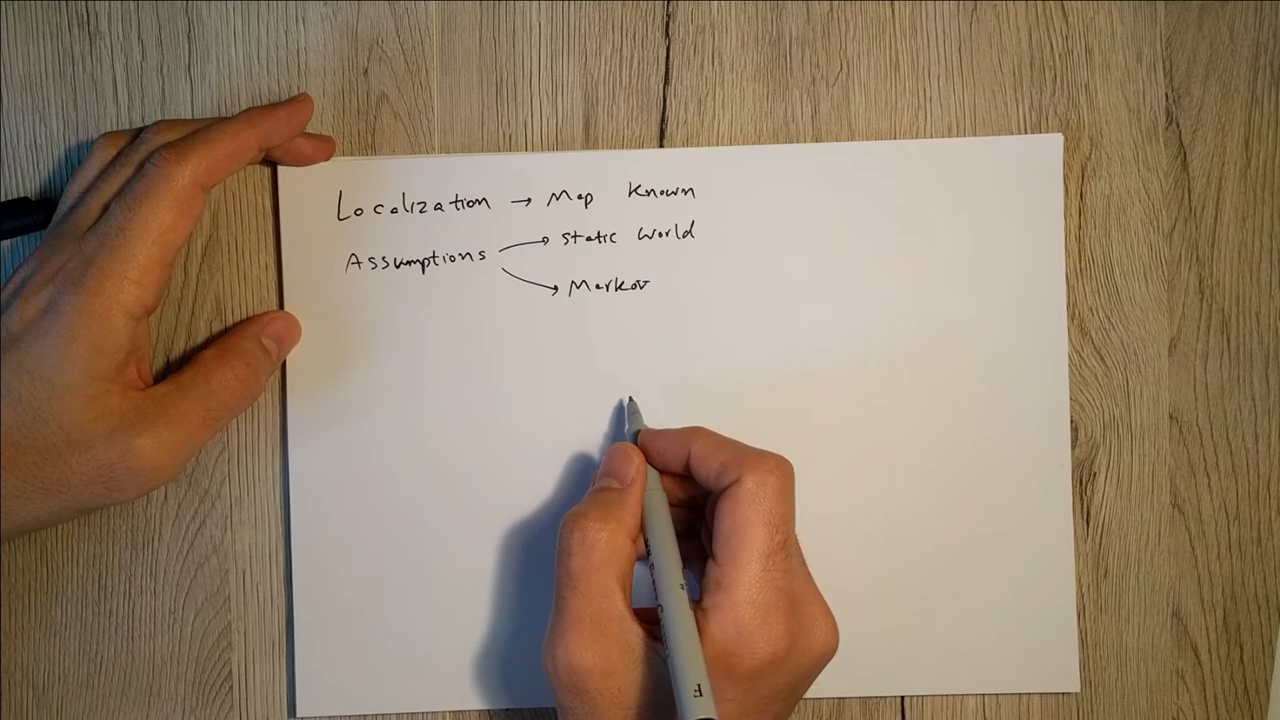 Localization → Map Known
Assumptions → Static World
→ Markov
F